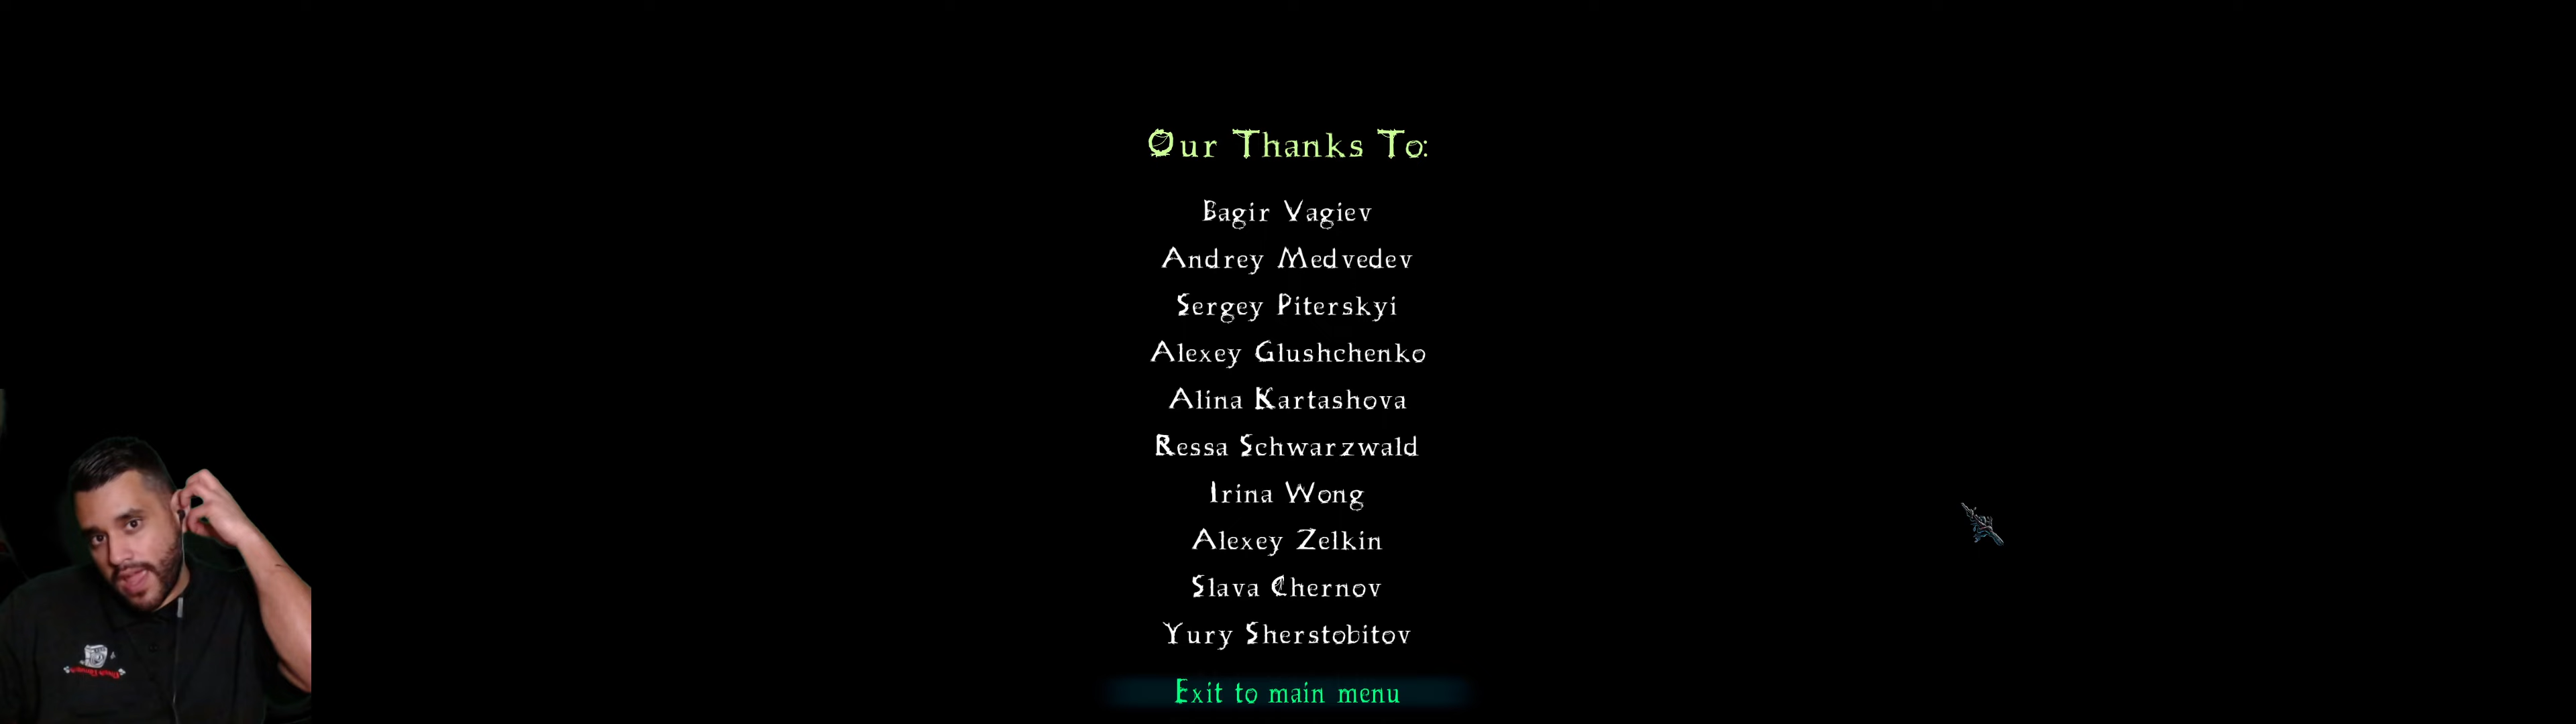 Our Thanks To:
Bagir Vagiev
Andrey Medvedev
Sergey Piterskyi
Alexey Glushchenko
Alina Kartashova
Ressa Schwarzwald
Irina Wong
Alexey Zelkin
Slava Chernov
Yury Sherstobitov
Exit to main menu